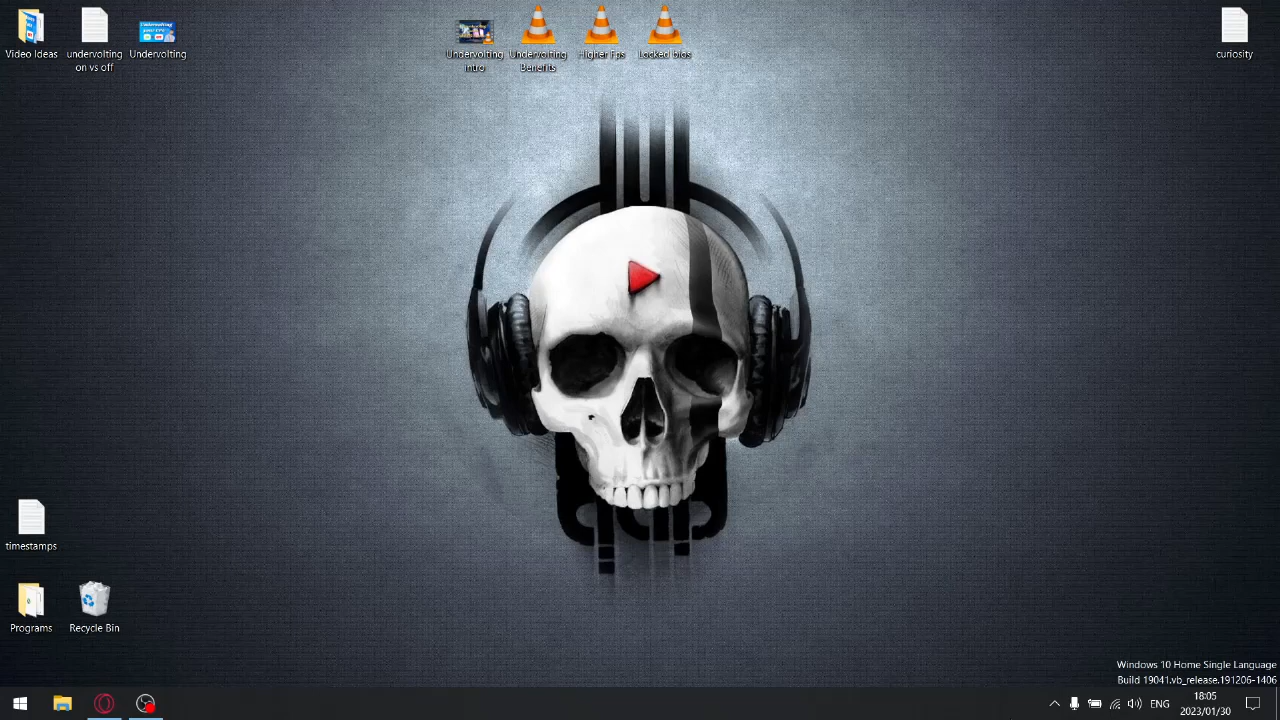 Video Ideas
undervolting
on vs off
Undervolting
Undervolting
intro
Undervolting
Benefits
Higher Fps
Locked bios
curiosity
timestamps
Programs
Recycle Bin
Windows 10 Home Single Language
Build 19041.vb_release.191206-1406
ENG
18:05
2023/01/30